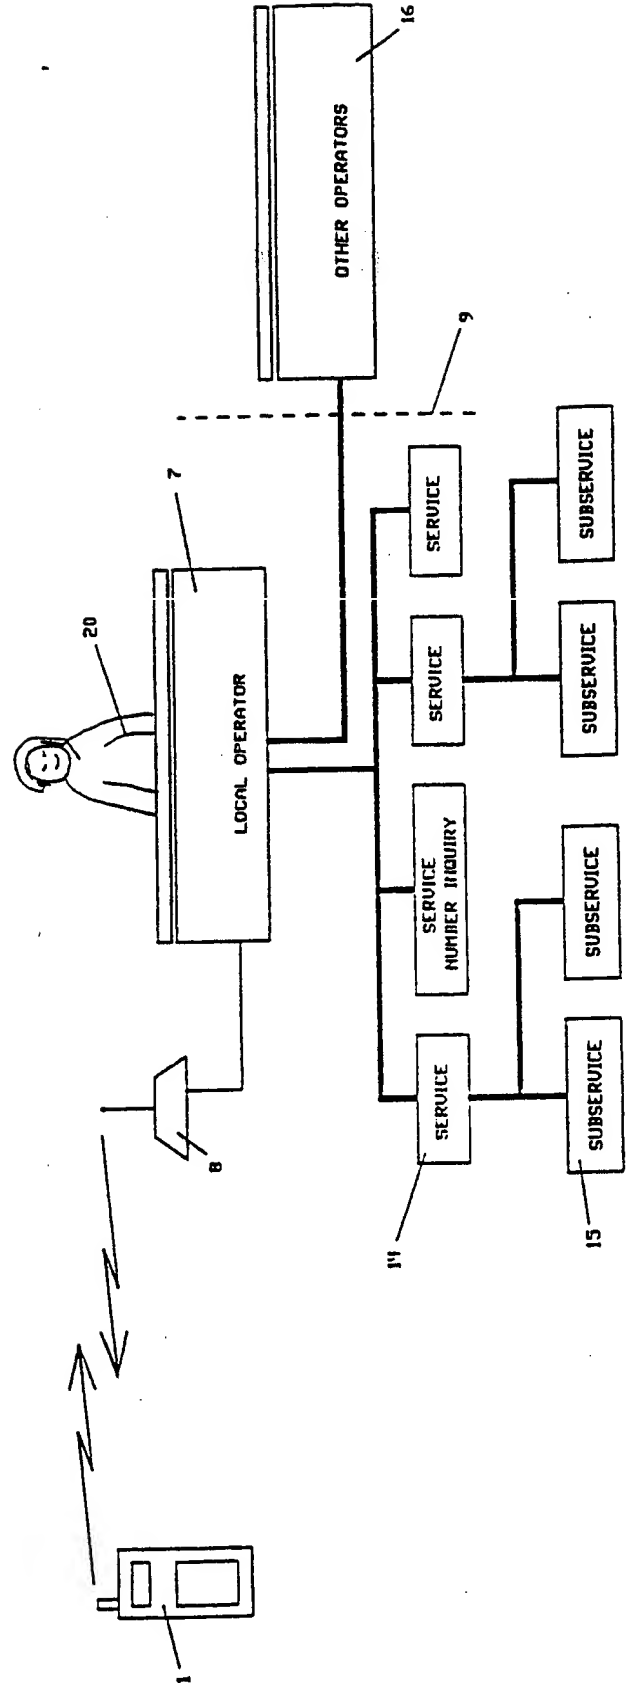 16
OTHER OPERATORS
9
7
20
LOCAL OPERATOR
8
1
SERVICE
SERVICE
NUMBER INQUIRY
SERVICE
SERVICE
14
SUBSERVICE
SUBSERVICE
SUBSERVICE
SUBSERVICE
15